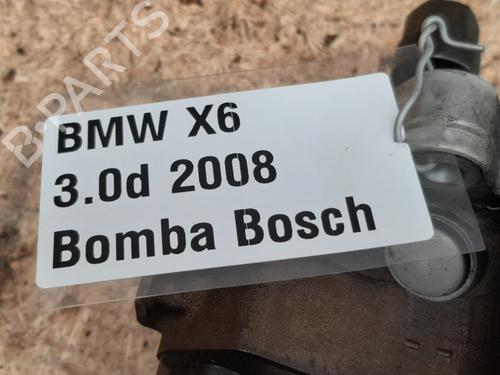 B-PARTS
BMW X6
3.0d 2008
Bomba Bosch